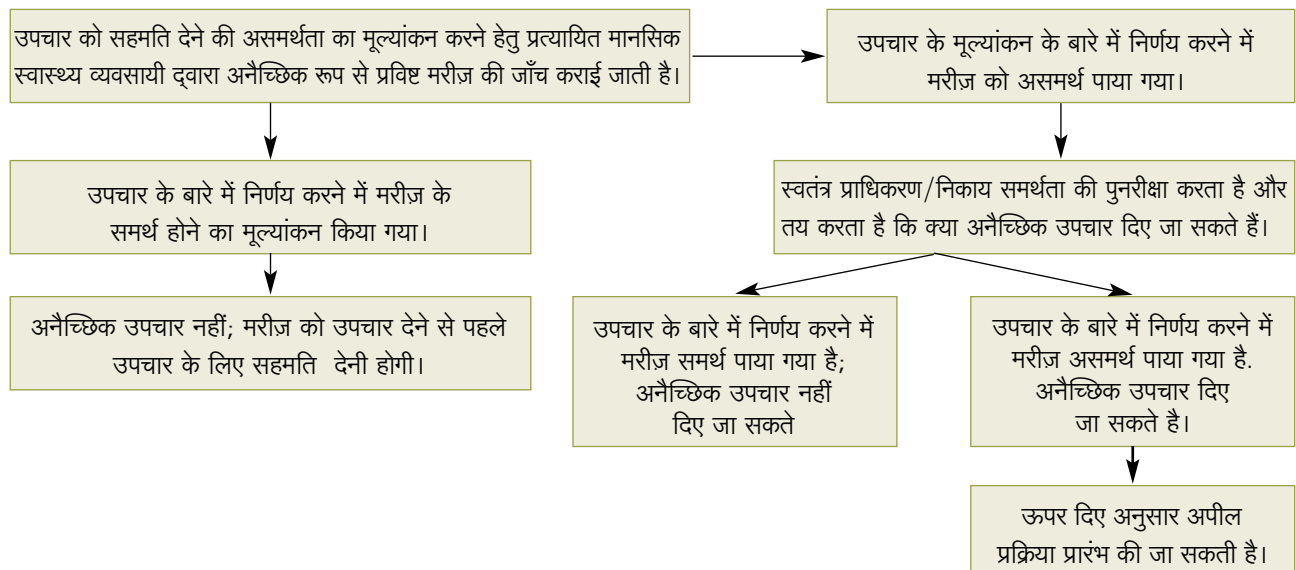 उपचार को सहमति देने की असमर्थता का मूल्यांकन करने हेतु प्रत्यायित मानसिक
स्वास्थ्य व्यवसायी द्वारा अनैच्छिक रूप से प्रविष्ट मरीज़ की जाँच कराई जाती है।
उपचार के मूल्यांकन के बारे में निर्णय करने में
मरीज़ को असमर्थ पाया गया।
उपचार के बारे में निर्णय करने में मरीज़ के
समर्थ होने का मूल्यांकन किया गया।
स्वतंत्र प्राधिकरण/निकाय समर्थता की पुनरीक्षा करता है और
तय करता है कि क्या अनैच्छिक उपचार दिए जा सकते हैं।
अनैच्छिक उपचार नहीं; मरीज़ को उपचार देने से पहले
उपचार के लिए सहमति देनी होगी।
उपचार के बारे में निर्णय करने में
मरीज़ समर्थ पाया गया है;
अनैच्छिक उपचार नहीं
दिए जा सकते
उपचार के बारे में निर्णय करने में
मरीज़ असमर्थ पाया गया है.
अनैच्छिक उपचार दिए
जा सकते है।
ऊपर दिए अनुसार अपील
प्रक्रिया प्रारंभ की जा सकती है।